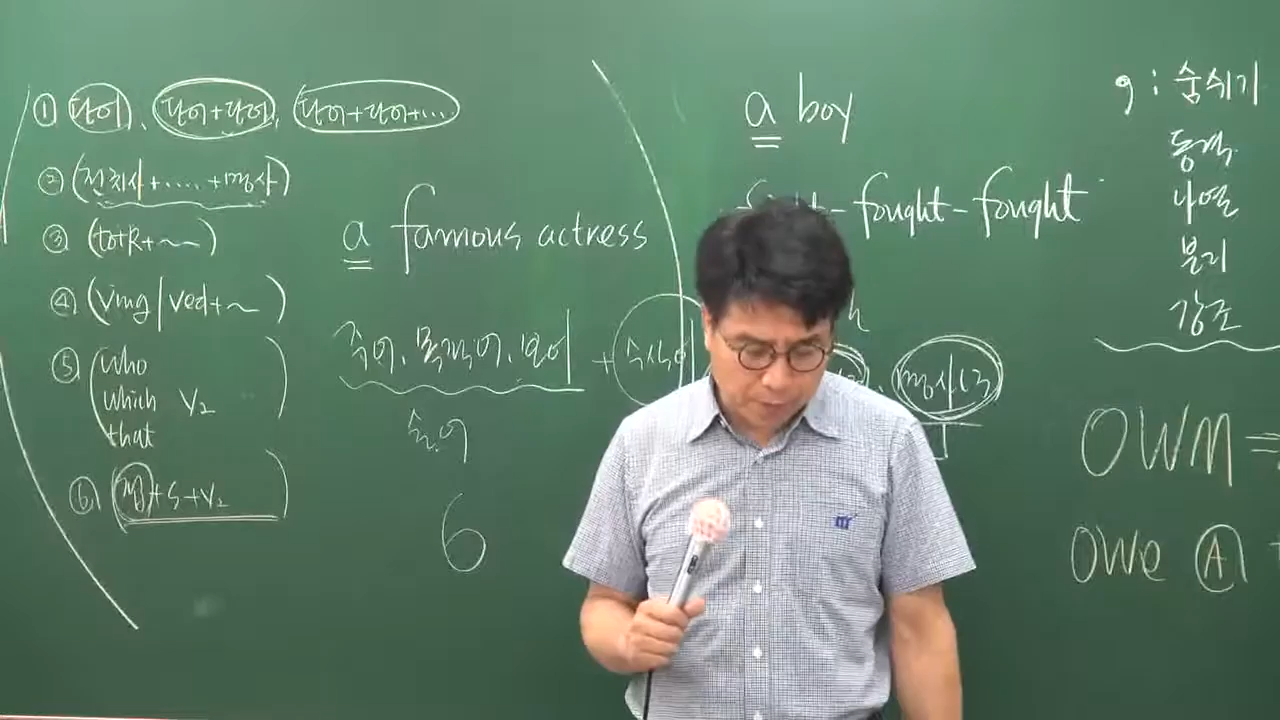 ① 단어, 단어+단어, 단어+단어+...
② (전치사+....+명사)
③ (to+R+~~)
④ (Ving/Ved+~ )
⑤ who
which V2
that
⑥ +S+V2
a famous actress
주어, 목적어, 보어 + 수식어
주어
6
a boy
- fought - fought
명사
9 : 숨쉬기
동격
나열
분리
강조
OWN =
owe Ⓐ